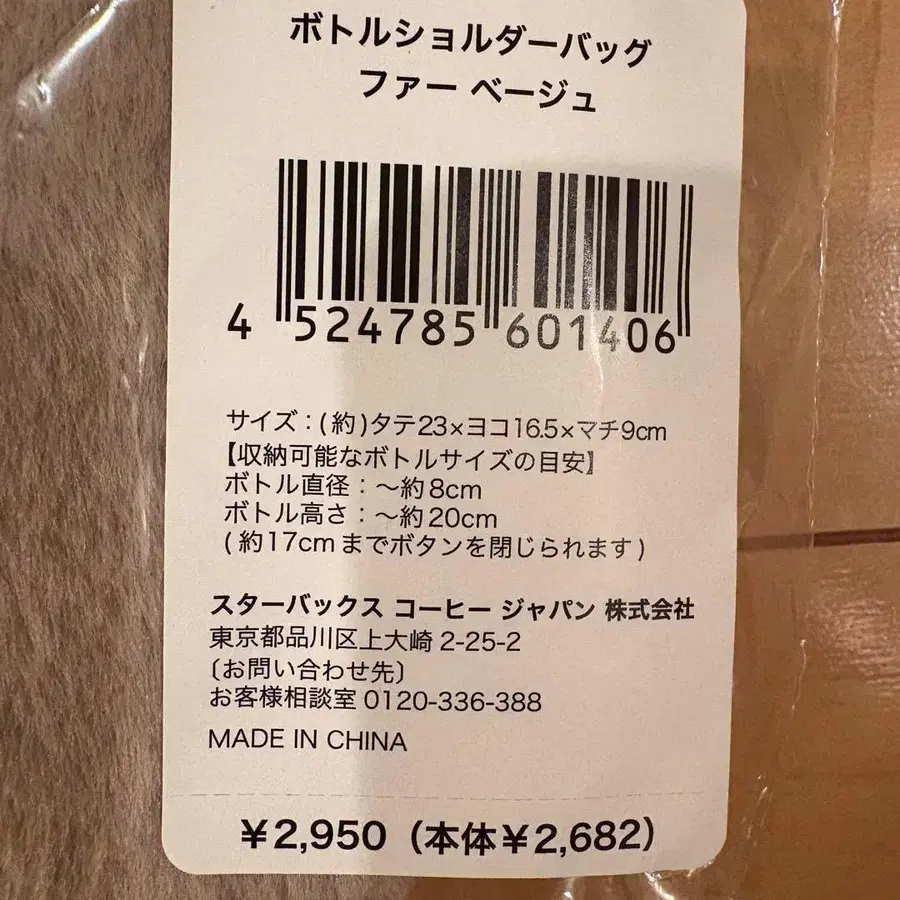 ボトルショルダーバッグ
ファー ベージュ
4 524785 601406
サイズ：(約)タテ23×ヨコ16.5×マチ9cm
【収納可能なボトルサイズの目安】
ボトル直径：～約8cm
ボトル高さ：～約20cm
(約17cmまでボタンを閉じられます)
スターバックス コーヒー ジャパン 株式会社
東京都品川区上大崎 2-25-2
〔お問い合わせ先〕
お客様相談室 0120-336-388
MADE IN CHINA
¥2,950（本体¥2,682）